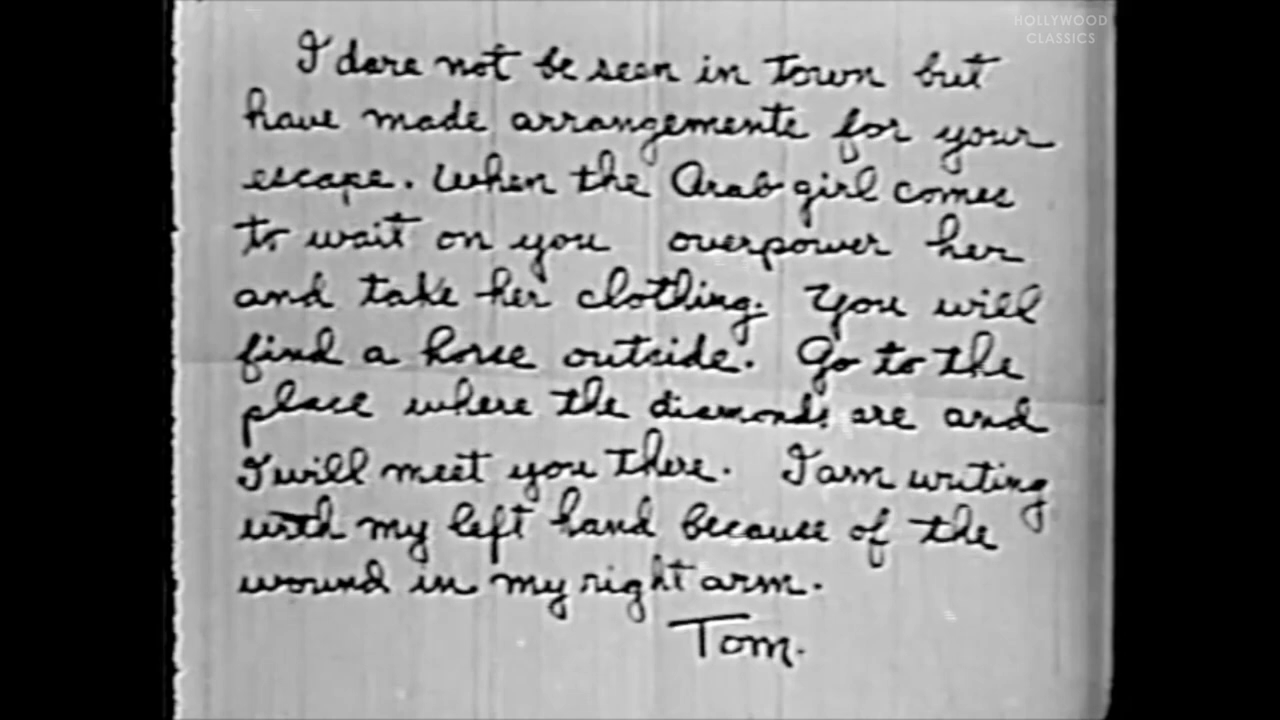 HOLLYWOOD
CLASSICS
I dare not be seen in town but
have made arrangements for your
escape. When the Arab girl comes
to wait on you overpower her
and take her clothing. You will
find a horse outside. Go to the
place where the diamonds are and
I will meet you there. I am writing
with my left hand because of the
wound in my right arm.
Tom.